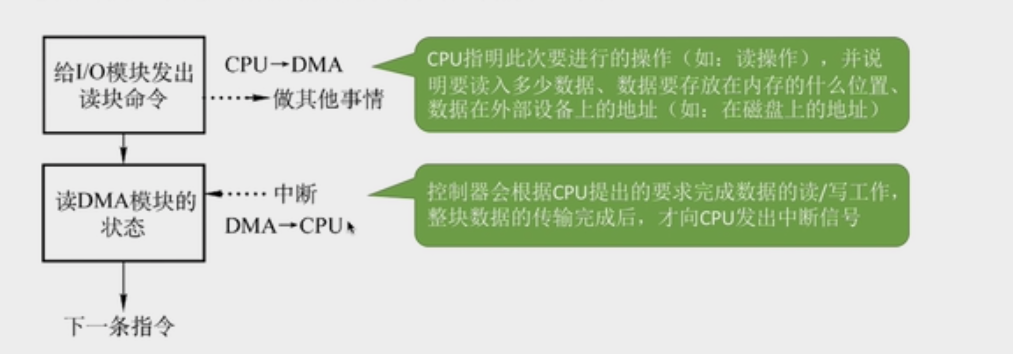 给I/O模块发出
读块命令
CPU→DMA
做其他事情
CPU指明此次要进行的操作（如：读操作），并说
明要读入多少数据、数据要存放在内存的什么位置、
数据在外部设备上的地址（如：在磁盘上的地址）
读DMA模块的
状态
中断
DMA→CPU
控制器会根据CPU提出的要求完成数据的读/写工作，
整块数据的传输完成后，才向CPU发出中断信号
下一条指令